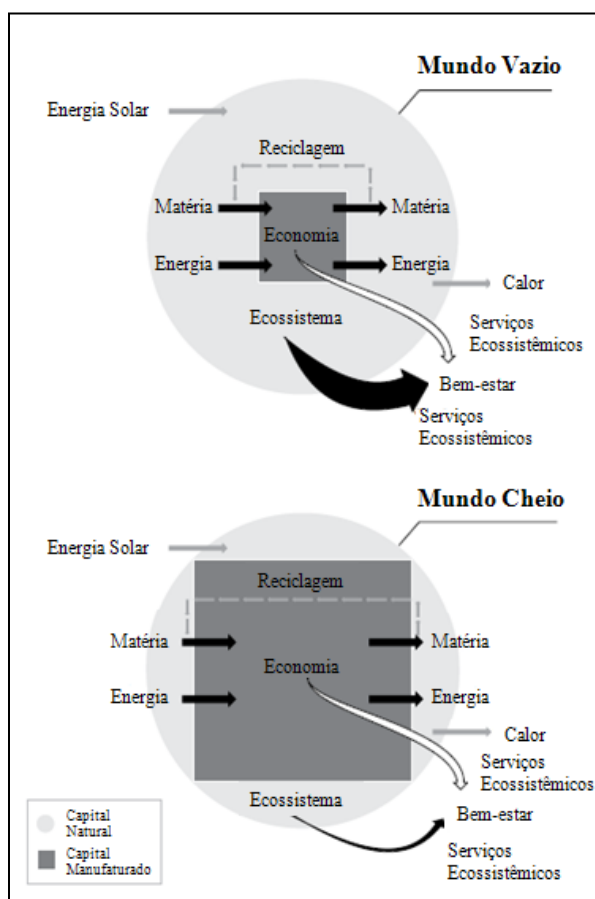 Mundo Vazio
Energia Solar
Reciclagem
Matéria
Matéria
Economia
Energia
Energia
Calor
Ecossistema
Serviços
Ecossistêmicos
Bem-estar
Serviços
Ecossistêmicos
Mundo Cheio
Energia Solar
Reciclagem
Matéria
Matéria
Economia
Energia
Energia
Calor
Serviços
Ecossistêmicos
Ecossistema
Bem-estar
Serviços
Ecossistêmicos
Capital
Natural
Capital
Manufaturado